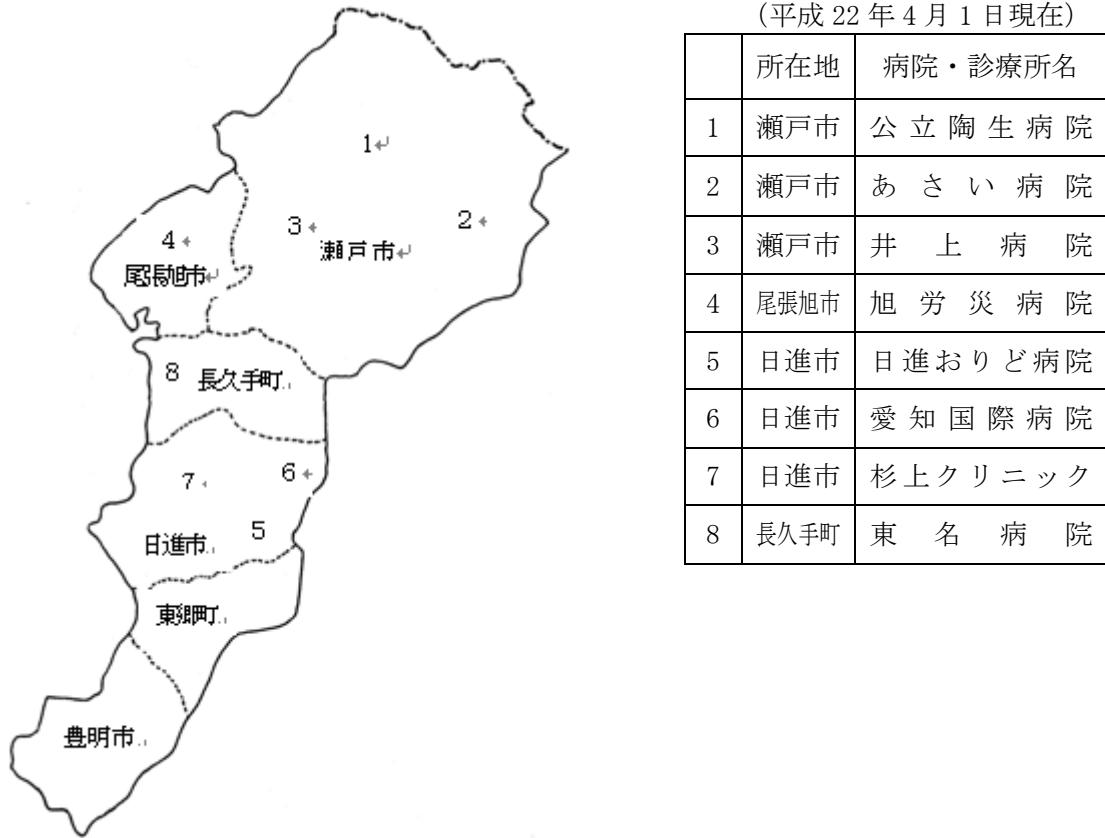 (平成 22 年 4 月 1 日現在)
所在地 病院・診療所名
1 瀬戸市 公立陶生病院
2 瀬戸市 あさい病院
3 瀬戸市 井上病院
4 尾張旭市 旭労災病院
5 日進市 日進おりど病院
6 日進市 愛知国際病院
7 日進市 杉上クリニック
8 長久手町 東名病院
1↵
3
2
瀬戸市↵
4
尾張旭市↵
8 長久手町
7
6
5
日進市
東郷町
豊明市